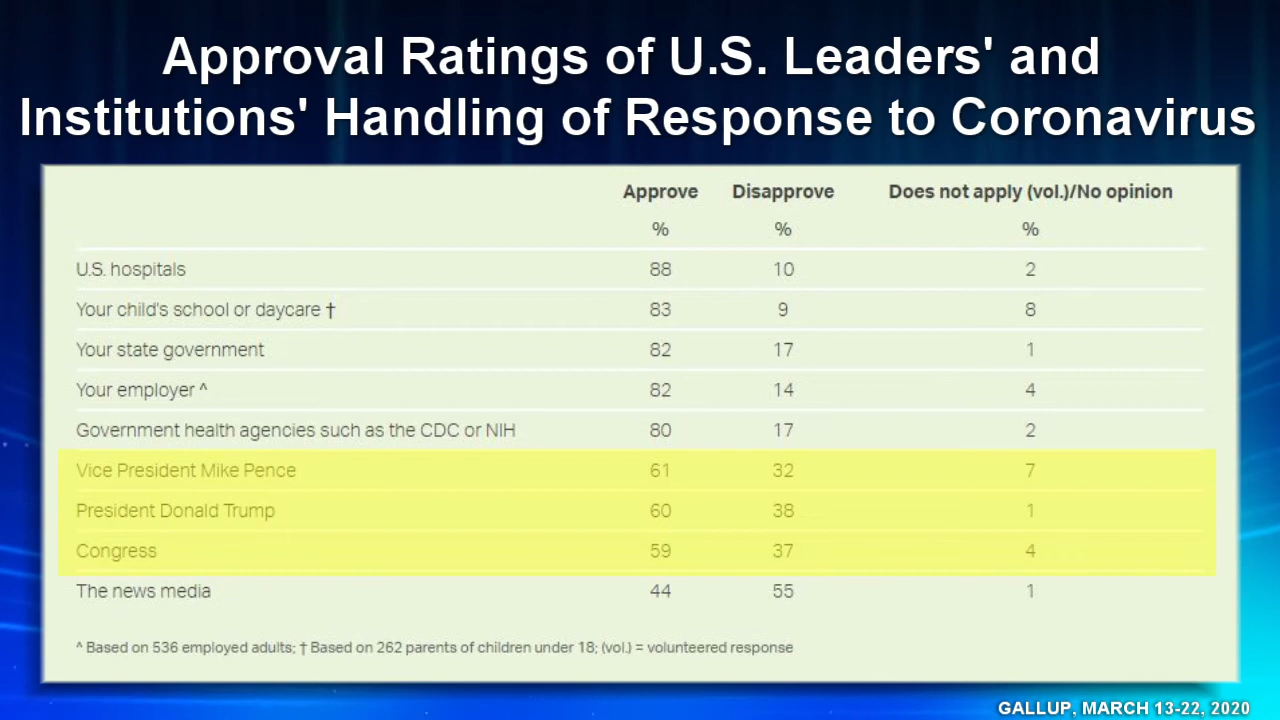 Approval Ratings of U.S. Leaders' and
Institutions' Handling of Response to Coronavirus
Approve Disapprove Does not apply (vol.)/No opinion
% % %
U.S. hospitals 88 10 2
Your child's school or daycare † 83 9 8
Your state government 82 17 1
Your employer ^ 82 14 4
Government health agencies such as the CDC or NIH 80 17 2
Vice President Mike Pence 61 32 7
President Donald Trump 60 38 1
Congress 59 37 4
The news media 44 55 1
^ Based on 536 employed adults; † Based on 262 parents of children under 18; (vol.) = volunteered response
GALLUP, MARCH 13-22, 2020